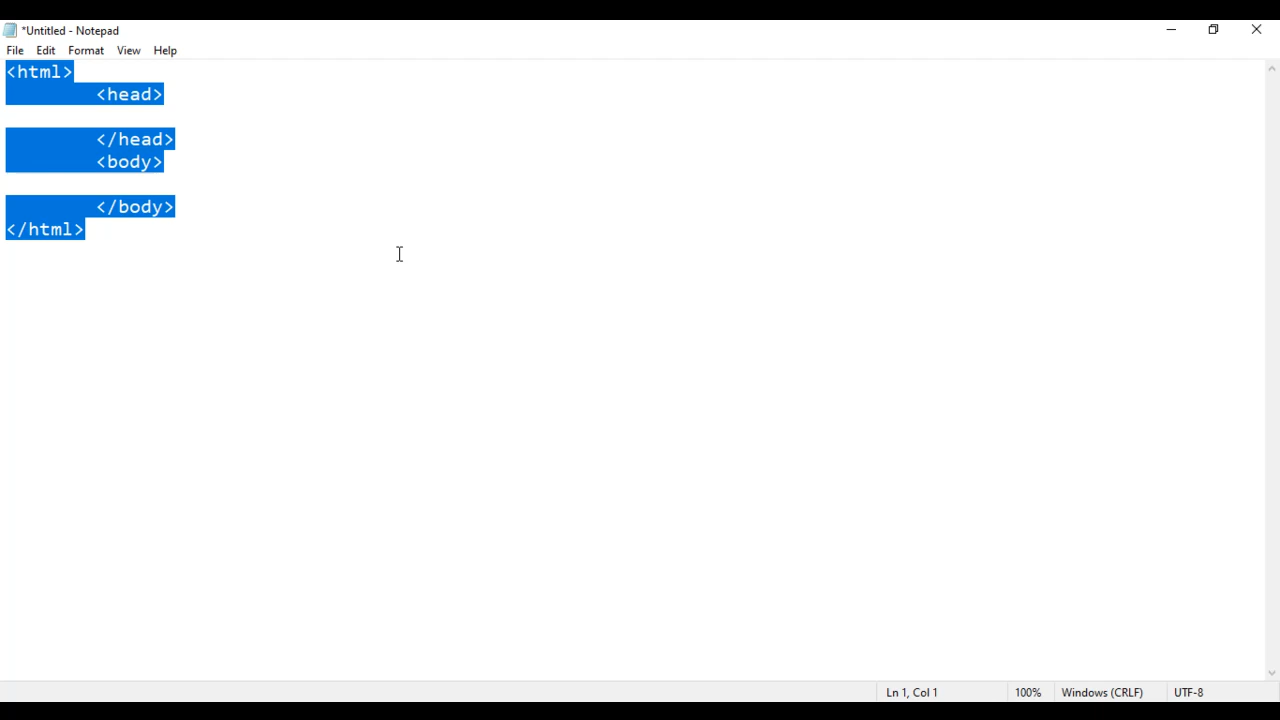 *Untitled - Notepad
File Edit Format View Help
<html>
<head>
</head>
<body>
</body>
</html>
Ln 1, Col 1 100% Windows (CRLF) UTF-8